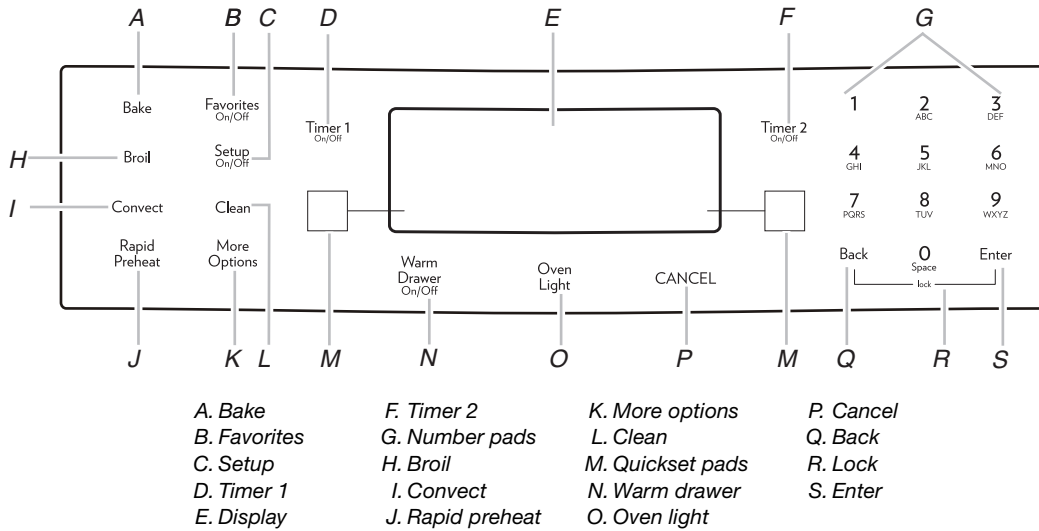 A B C D E F G
Bake
Favorites
On/Off
Timer 1
On/Off
Timer 2
On/Off
1 2 3
ABC DEF
H
Broil
Setup
On/Off
4 5 6
GHI JKL MNO
I
Convect
Clean
7 8 9
PQRS TUV WXYZ
Rapid
Preheat
More
Options
Warm
Drawer
On/Off
Oven
Light
CANCEL
Back
0
Space
Enter
lock
J K L M N O P M Q R S
A. Bake
B. Favorites
C. Setup
D. Timer 1
E. Display
F. Timer 2
G. Number pads
H. Broil
I. Convect
J. Rapid preheat
K. More options
L. Clean
M. Quickset pads
N. Warm drawer
O. Oven light
P. Cancel
Q. Back
R. Lock
S. Enter